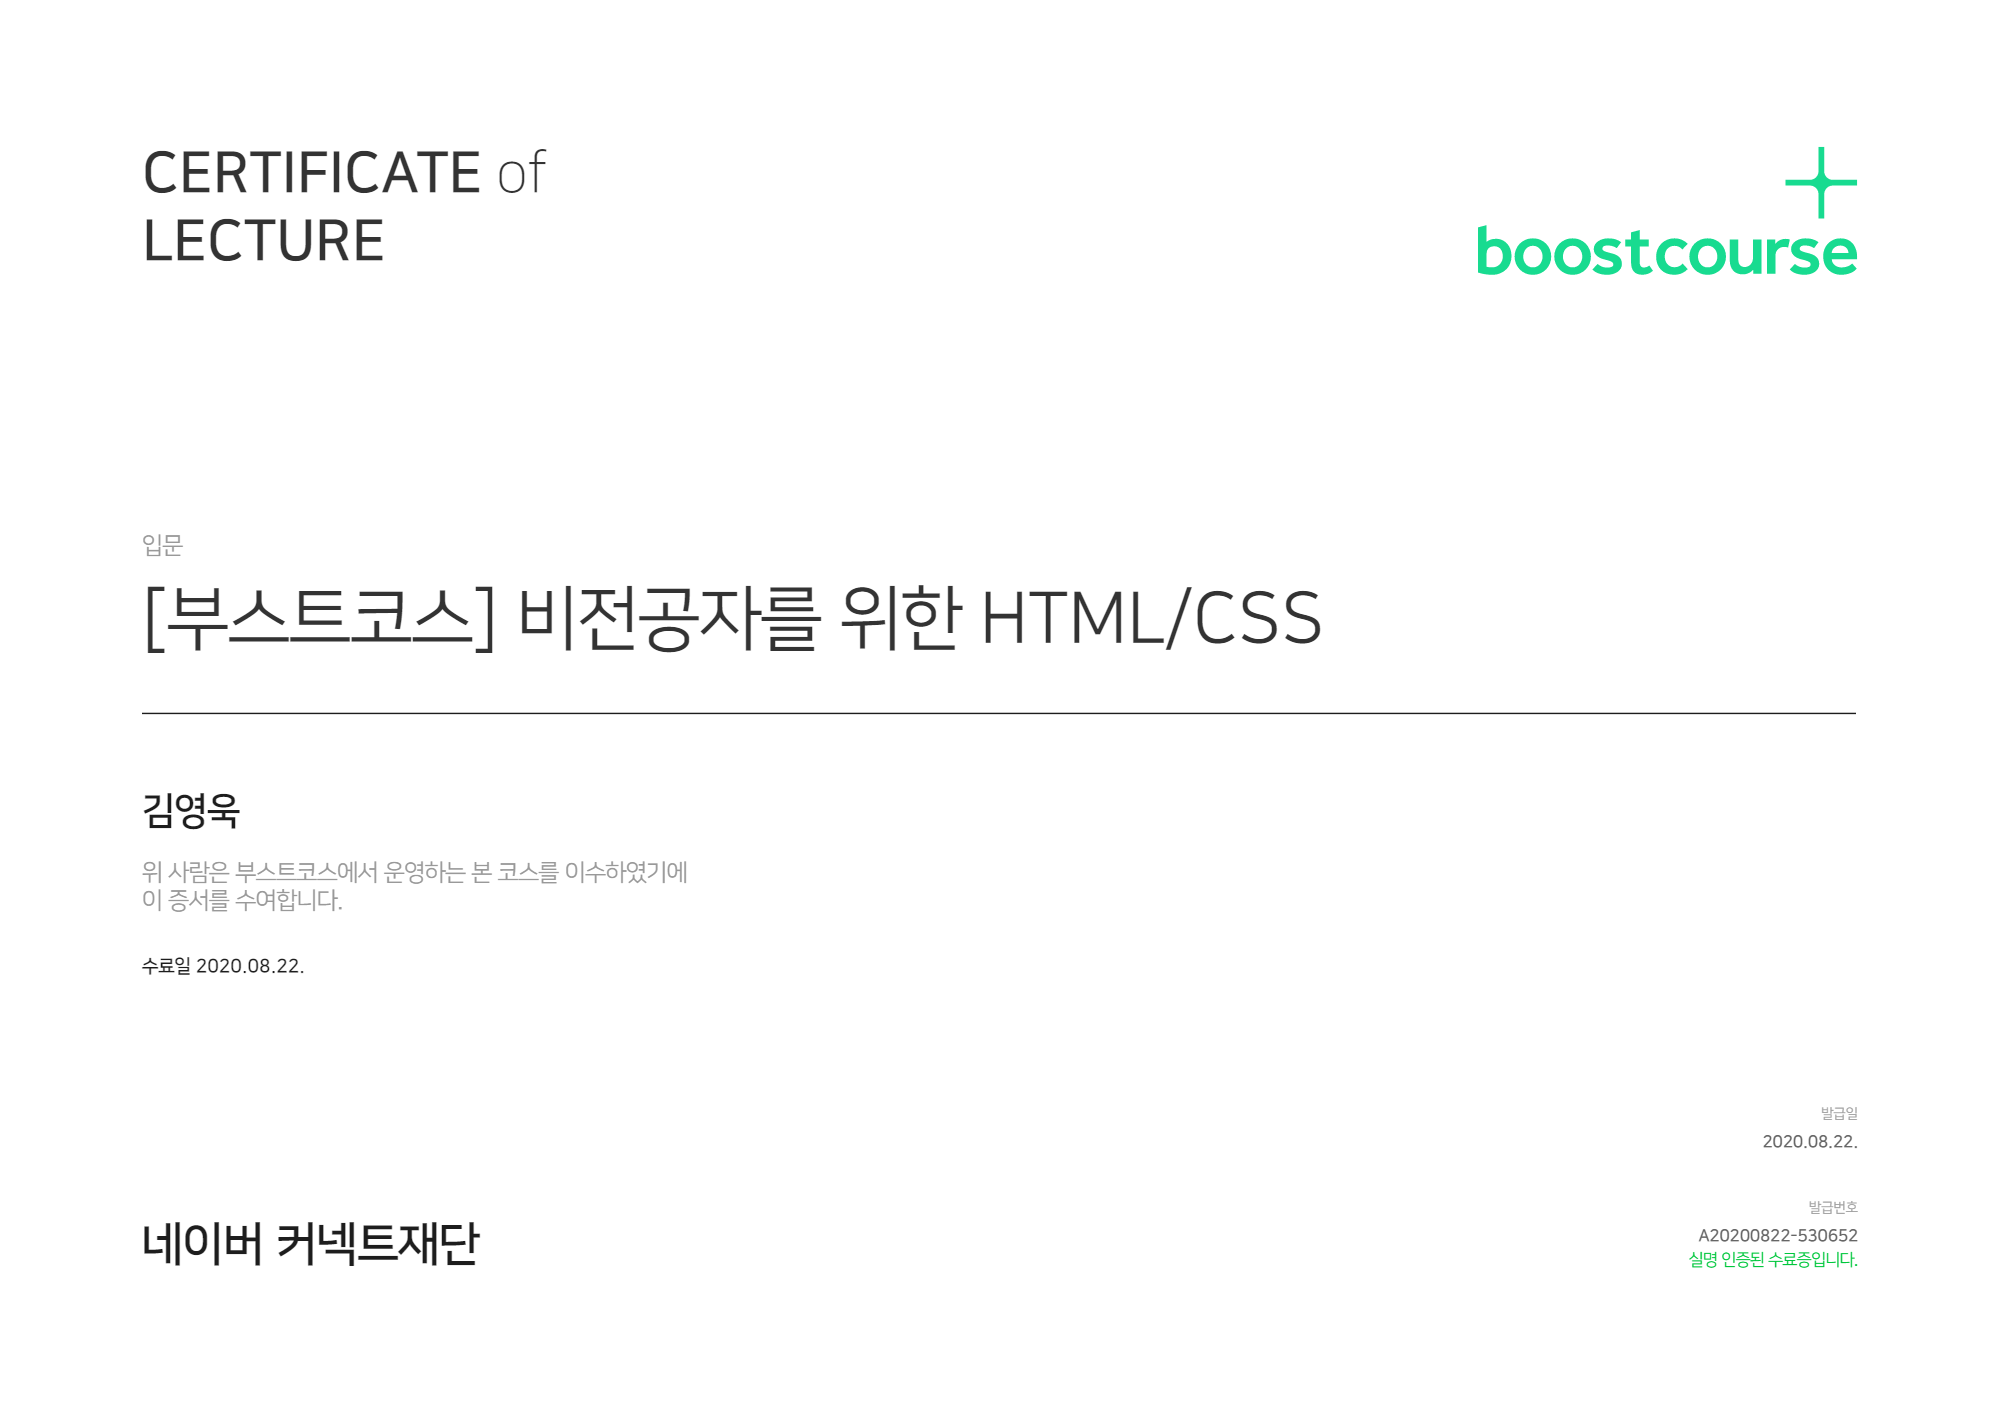 CERTIFICATE of
LECTURE
boostcourse
입문
[부스트코스] 비전공자를 위한 HTML/CSS
김영욱
위 사람은 부스트코스에서 운영하는 본 코스를 이수하였기에
이 증서를 수여합니다.
수료일 2020.08.22.
발급일
2020.08.22.
네이버 커넥트재단
발급번호
A20200822-530652
실명 인증된 수료증입니다.